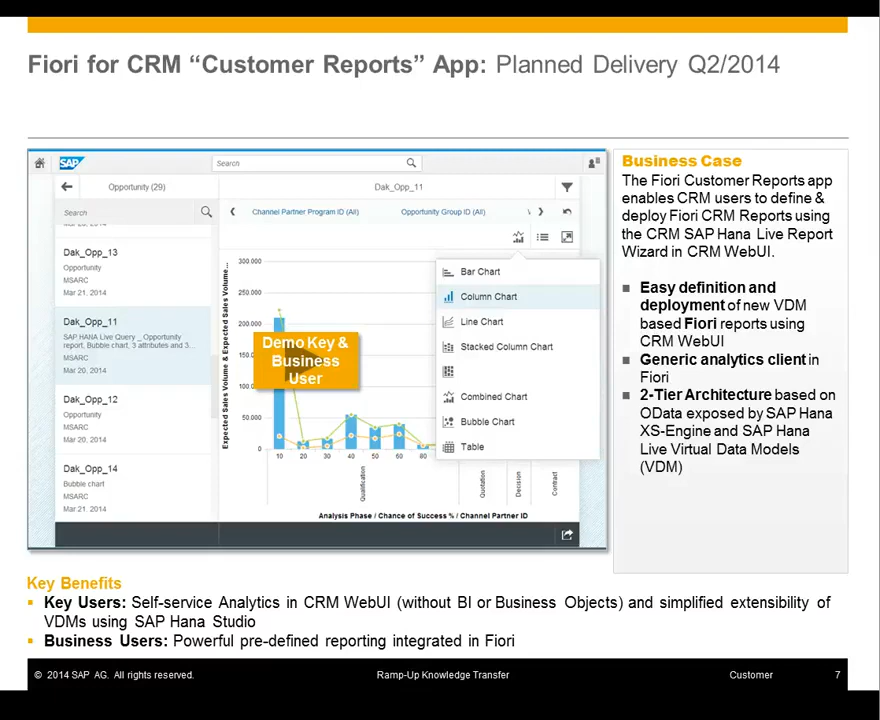 Fiori for CRM “Customer Reports” App: Planned Delivery Q2/2014
SAP
Search
Opportunity (29)
Dak_Opp_11
Search
Channel Partner Program ID (All)
Opportunity Group ID (All)
Dak_Opp_13
Opportunity
MSARC
Mar 21, 2014
Dak_Opp_11
SAP HANA Live Query _ Opportunity
report, Bubble chart, 3 attributes and 3...
MSARC
Mar 20, 2014
Dak_Opp_12
Opportunity
MSARC
Mar 20, 2014
Dak_Opp_14
Bubble chart
MSARC
Mar 21, 2014
Expected Sales Volume & Expected Sales Volume...
300.000
250.000
200.000
150.0
100.0
50.000
0
10 20 30 40 50 60 80
Qualification
Quotation
Decision
Contract
Analysis Phase / Chance of Success % / Channel Partner ID
Demo Key &
Business
User
Bar Chart
Column Chart
Line Chart
Stacked Column Chart
Combined Chart
Bubble Chart
Table
Business Case
The Fiori Customer Reports app
enables CRM users to define &
deploy Fiori CRM Reports using
the CRM SAP Hana Live Report
Wizard in CRM WebUI.
Easy definition and
deployment of new VDM
based Fiori reports using
CRM WebUI
Generic analytics client in
Fiori
2-Tier Architecture based on
OData exposed by SAP Hana
XS-Engine and SAP Hana
Live Virtual Data Models
(VDM)
Key Benefits
Key Users: Self-service Analytics in CRM WebUI (without BI or Business Objects) and simplified extensibility of
VDMs using SAP Hana Studio
Business Users: Powerful pre-defined reporting integrated in Fiori
© 2014 SAP AG. All rights reserved.
Ramp-Up Knowledge Transfer
Customer
7